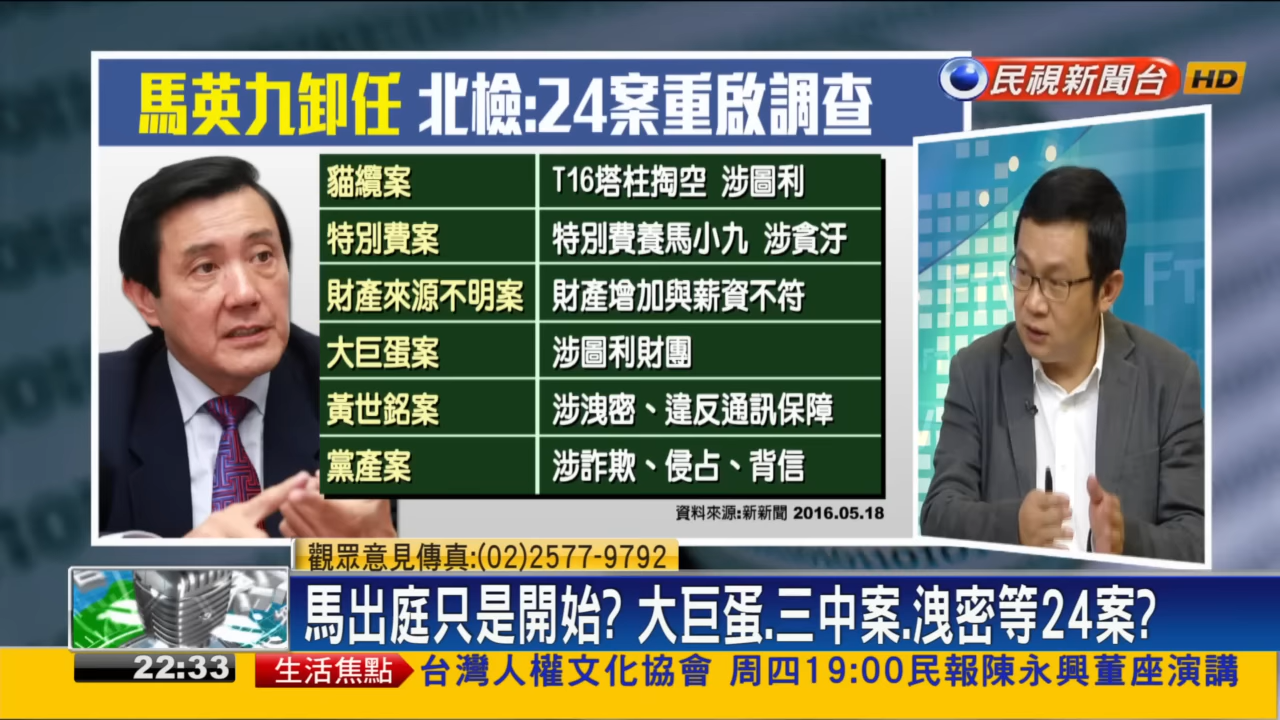 馬英九卸任 北檢:24案重啟調查
民視新聞台 HD
貓纜案 T16塔柱掏空 涉圖利
特別費案 特別費養馬小九 涉貪汙
財產來源不明案 財產增加與薪資不符
大巨蛋案 涉圖利財團
黃世銘案 涉洩密、違反通訊保障
黨產案 涉詐欺、侵占、背信
資料來源:新新聞 2016.05.18
FT
觀眾意見傳真:(02)2577-9792
馬出庭只是開始? 大巨蛋.三中案.洩密等24案?
22:33 生活焦點 台灣人權文化協會 周四19:00民報陳永興董座演講